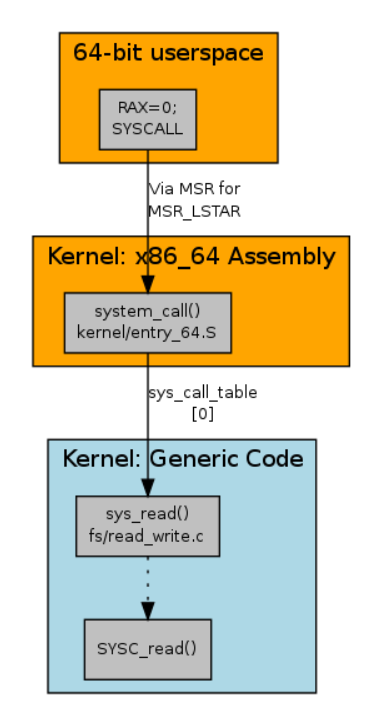 64-bit userspace
RAX=0;
SYSCALL
Via MSR for
MSR_LSTAR
Kernel: x86_64 Assembly
system_call()
kernel/entry_64.S
sys_call_table
[0]
Kernel: Generic Code
sys_read()
fs/read_write.c
SYSC_read()